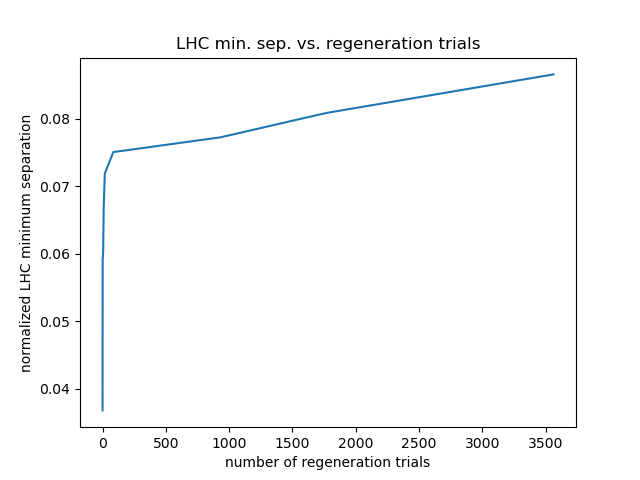 LHC min. sep. vs. regeneration trials
normalized LHC minimum separation
0.08
0.07
0.06
0.05
0.04
0 500 1000 1500 2000 2500 3000 3500
number of regeneration trials